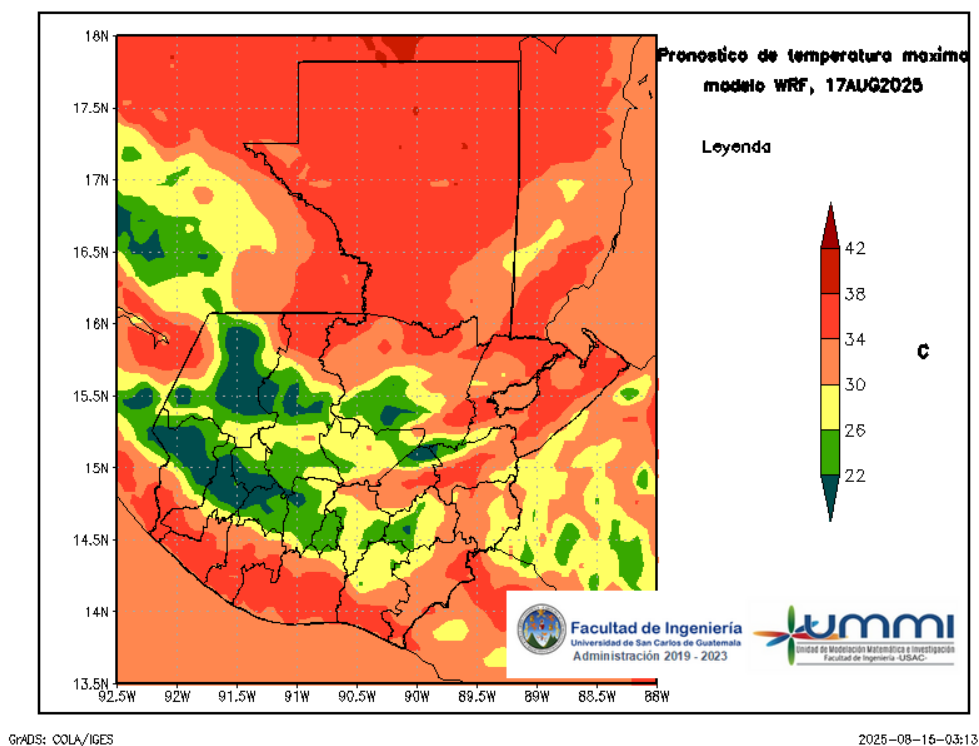 Pronostico de temperatura maxima
modelo WRF, 17AUG2025
Leyenda
42
38
34
30
26
22
C
18N
17.5N
17N
16.5N
16N
15.5N
15N
14.5N
14N
13.5N
92.5W 92W 91.5W 91W 90.5W 90W 89.5W 89W 88.5W 88W
Facultad de Ingeniería
Universidad de San Carlos de Guatemala
Administración 2019 - 2023
UMMI
Unidad de Modelación Matemática e Investigación
Facultad de Ingeniería -USAC-
GrADS: COLA/IGES
2025-08-16-03:13